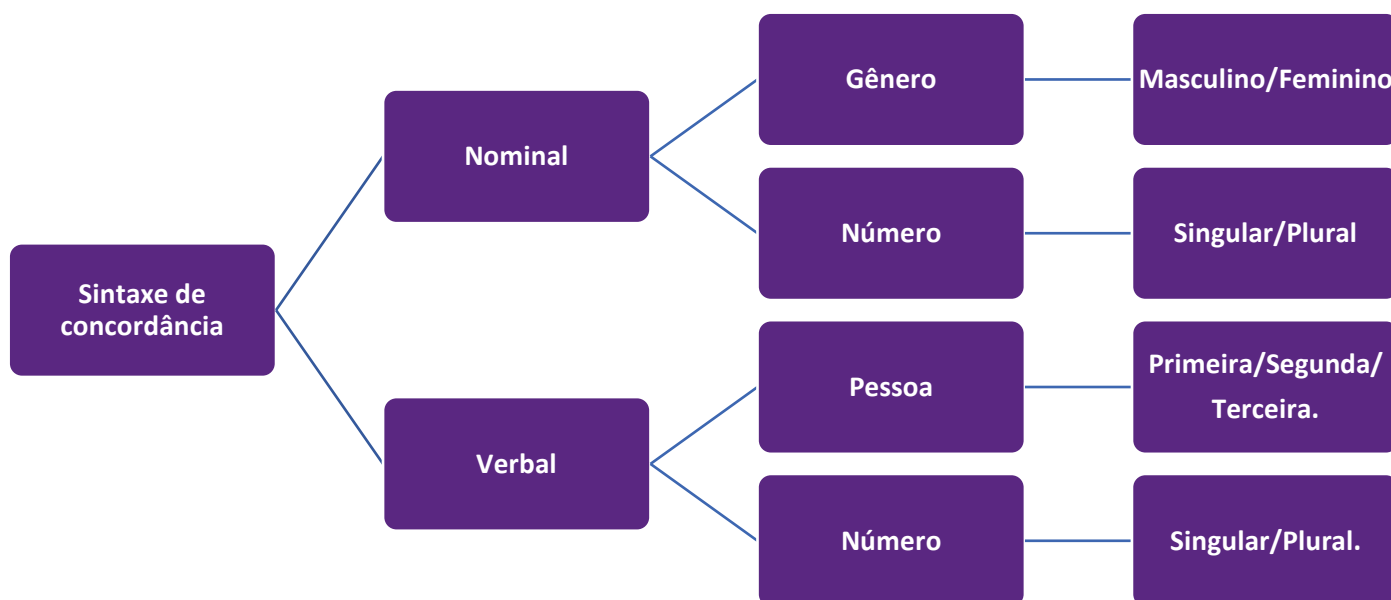 Sintaxe de
concordância
Nominal
Gênero
Masculino/Feminino
Número
Singular/Plural
Verbal
Pessoa
Primeira/Segunda/
Terceira.
Número
Singular/Plural.